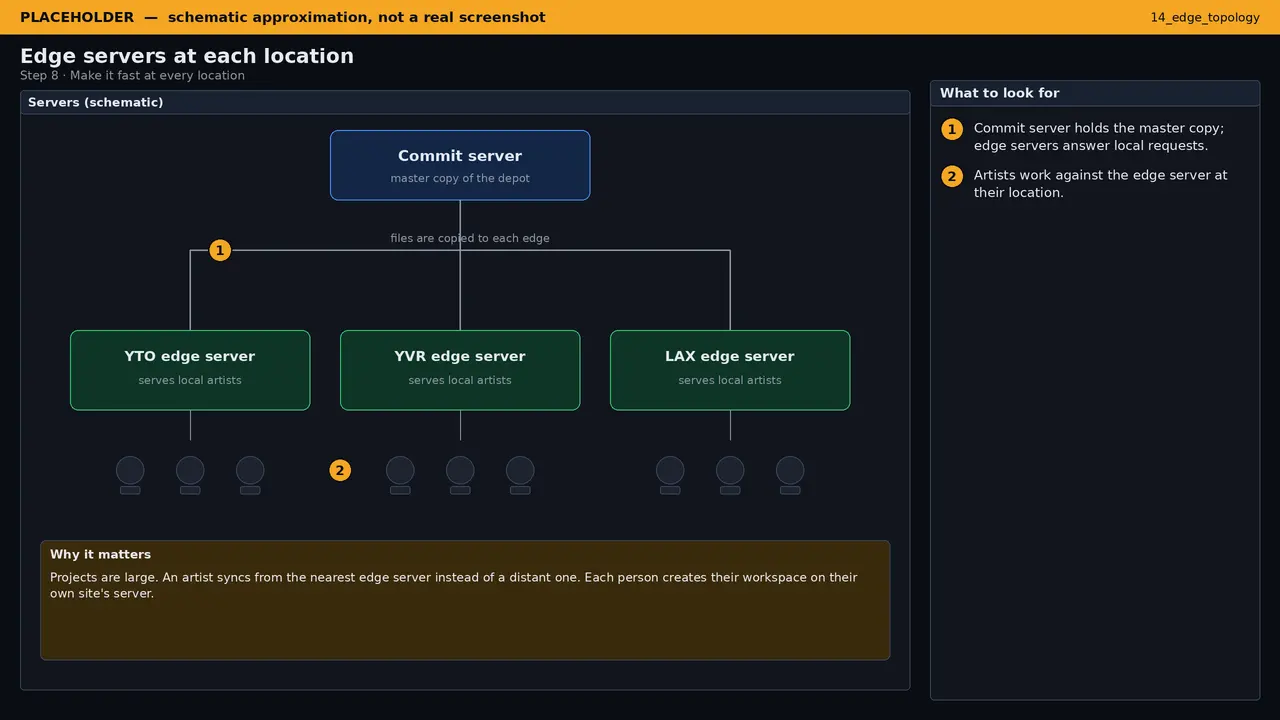 PLACEHOLDER — schematic approximation, not a real screenshot
14_edge_topology
Edge servers at each location
Step 8 · Make it fast at every location
Servers (schematic)
Commit server
master copy of the depot
files are copied to each edge
1
YTO edge server
serves local artists
YVR edge server
serves local artists
LAX edge server
serves local artists
2
Why it matters
Projects are large. An artist syncs from the nearest edge server instead of a distant one. Each person creates their workspace on their
own site's server.
What to look for
1
Commit server holds the master copy;
edge servers answer local requests.
2
Artists work against the edge server at
their location.